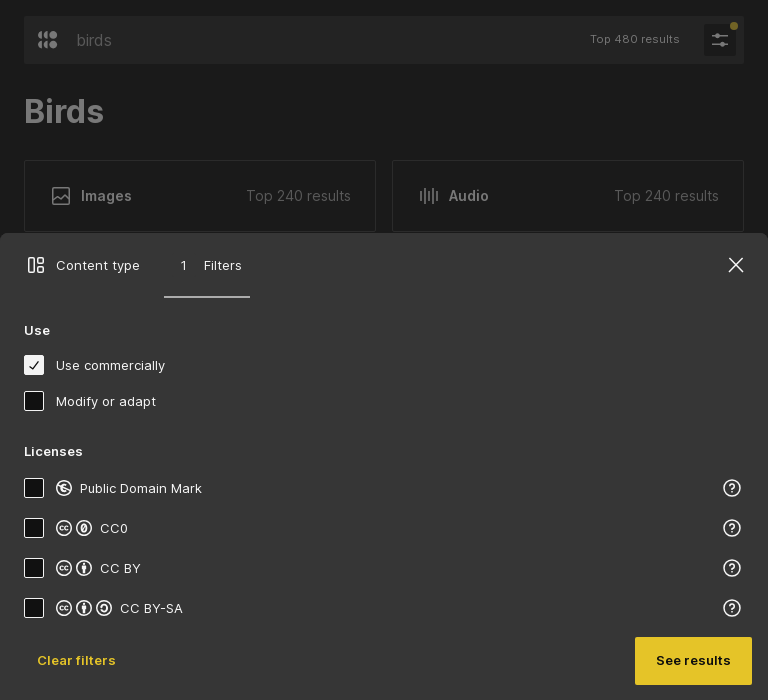 birds
Top 480 results
Birds
Images
Top 240 results
Audio
Top 240 results
Content type
1 Filters
Use
Use commercially
Modify or adapt
Licenses
Public Domain Mark
CC0
CC BY
CC BY-SA
Clear filters
See results